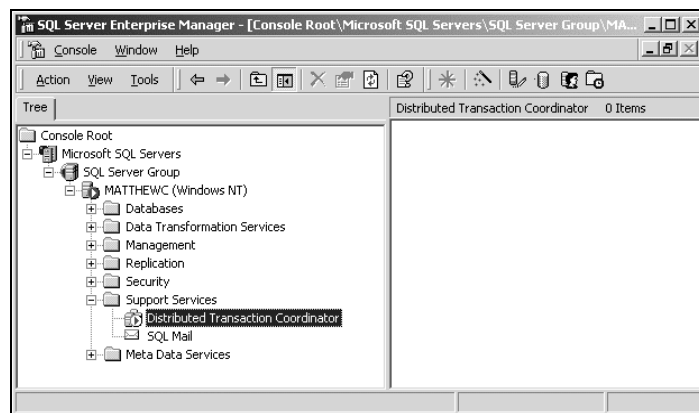 SQL Server Enterprise Manager - [Console Root\Microsoft SQL Servers\SQL Server Group\MA...
Console Window Help
Action View Tools
Tree
Distributed Transaction Coordinator 0 Items
Console Root
Microsoft SQL Servers
SQL Server Group
MATTHEWC (Windows NT)
Databases
Data Transformation Services
Management
Replication
Security
Support Services
Distributed Transaction Coordinator
SQL Mail
Meta Data Services